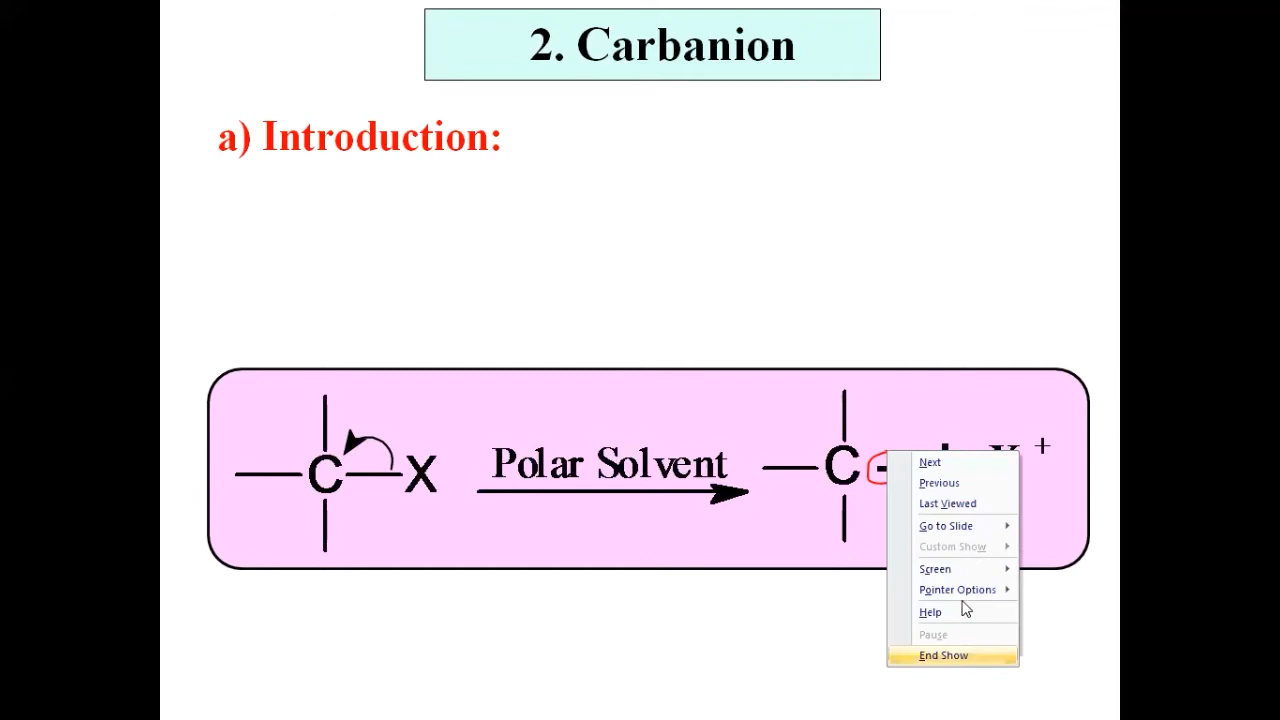 2. Carbanion
a) Introduction:
C X Polar Solvent C - +
Next
Previous
Last Viewed
Go to Slide
Custom Show
Screen
Pointer Options
Help
Pause
End Show